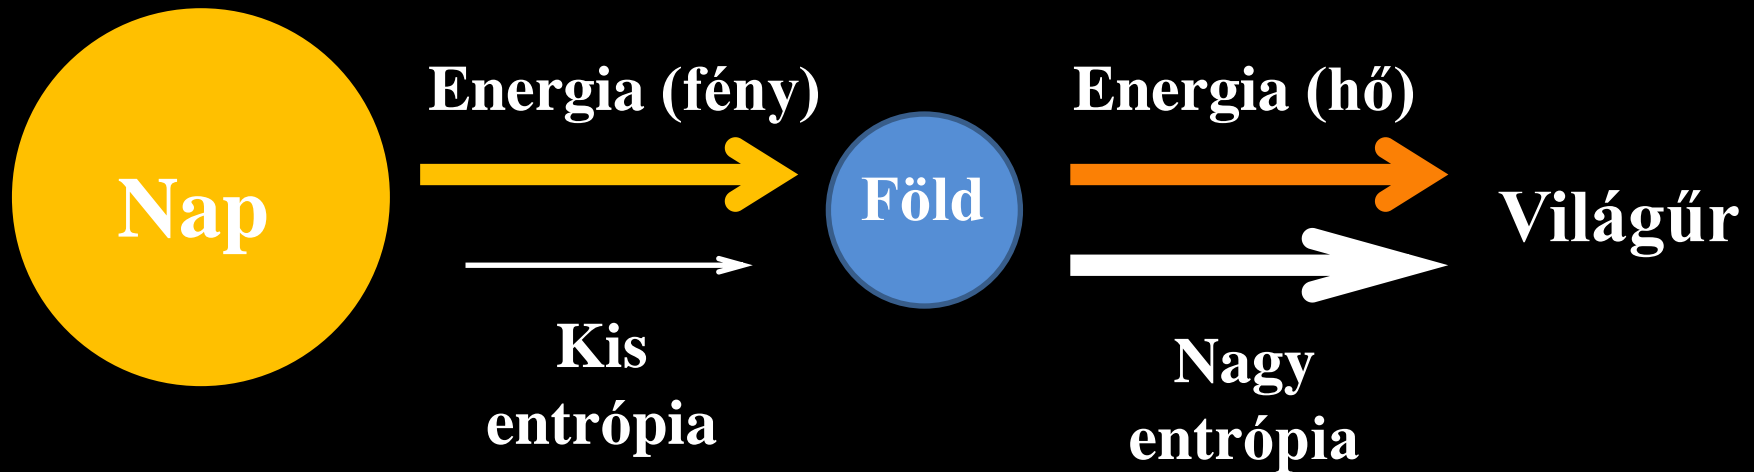 Nap
Energia (fény)
Kis
entrópia
Föld
Energia (hő)
Nagy
entrópia
Világűr